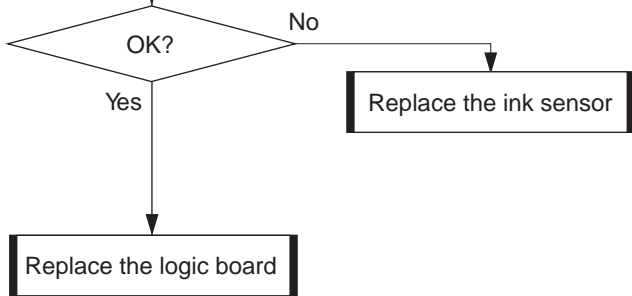 No
OK?
Replace the ink sensor
Yes
Replace the logic board